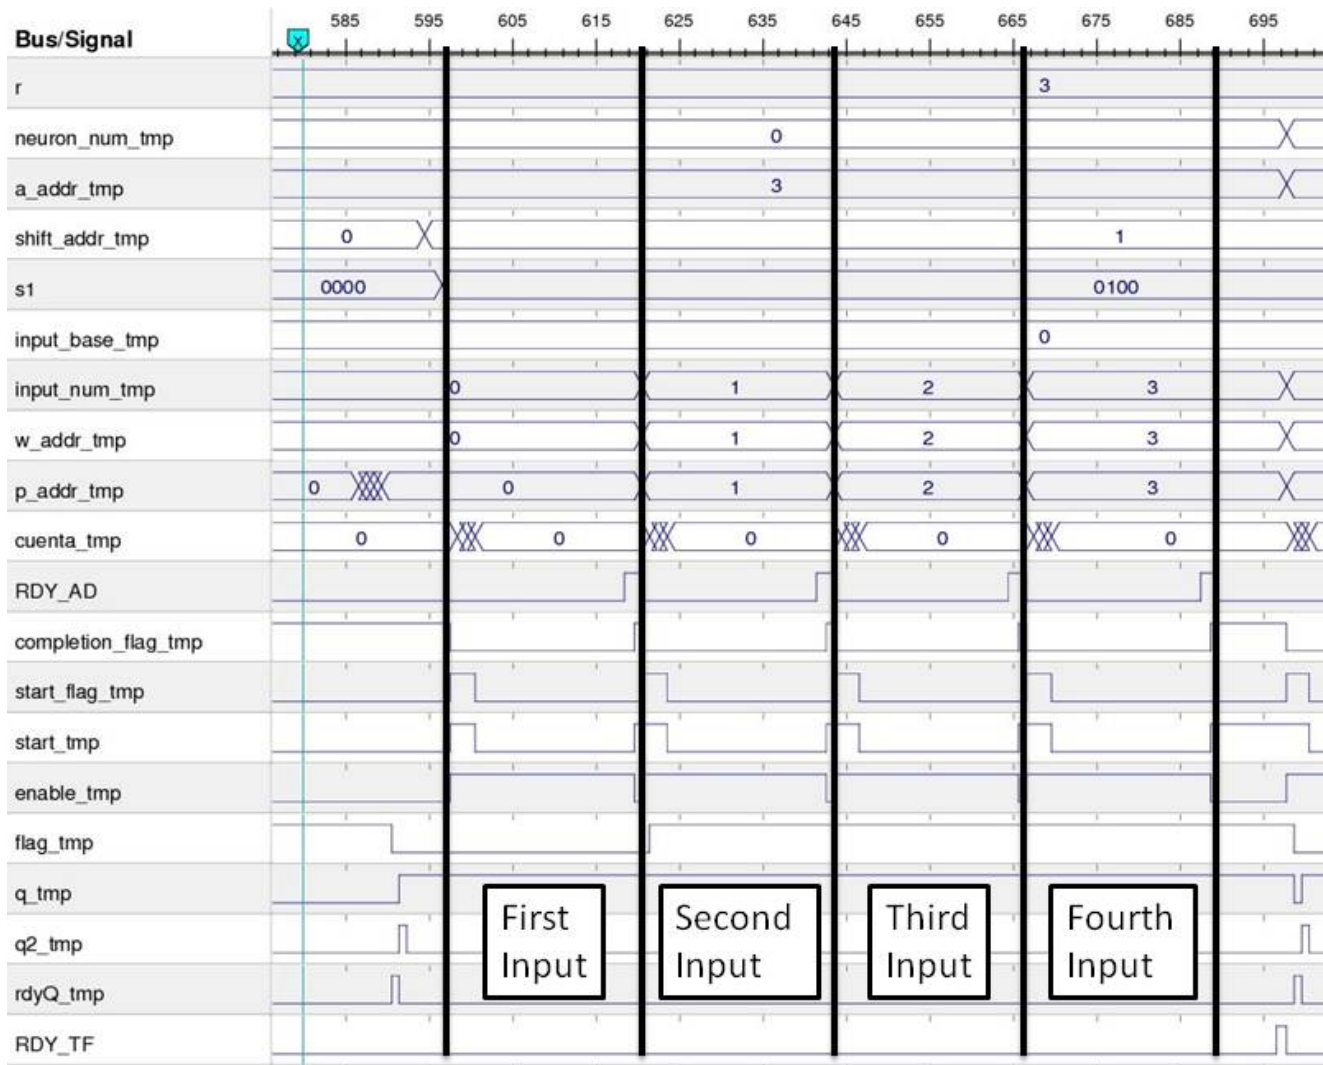 585 595 605 615 625 635 645 655 665 675 685 695
Bus/Signal X
r 3
neuron_num_tmp 0
a_addr_tmp 3
shift_addr_tmp 0 1
s1 0000 0100
input_base_tmp 0
input_num_tmp 0 1 2 3
w_addr_tmp 0 1 2 3
p_addr_tmp 0 0 1 2 3
cuenta_tmp 0 0 0 0 0
RDY_AD
completion_flag_tmp
start_flag_tmp
start_tmp
enable_tmp
flag_tmp
q_tmp
q2_tmp
rdyQ_tmp
RDY_TF
First
Input
Second
Input
Third
Input
Fourth
Input